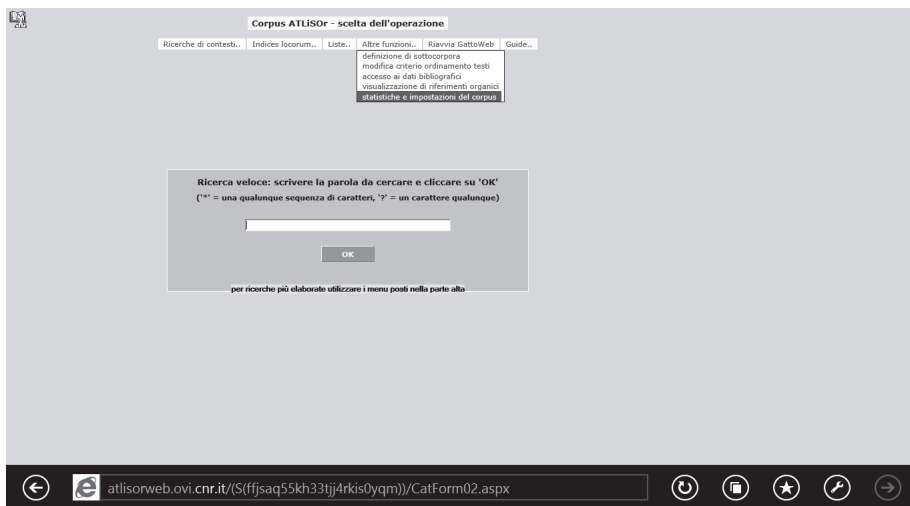 Corpus ATLiSOr - scelta dell'operazione
Ricerche di contesti.. Indices locorum.. Liste.. Altre funzioni.. Riavvia GattoWeb Guide..
definizione di sottocorpora
modifica criterio ordinamento testi
accesso ai dati bibliografici
visualizzazione di riferimenti organici
statistiche e impostazioni del corpus
Ricerca veloce: scrivere la parola da cercare e cliccare su 'OK'
('*' = una qualunque sequenza di caratteri, '?' = un carattere qualunque)
OK
per ricerche più elaborate utilizzare i menu posti nella parte alta
atlisorweb.ovi.cnr.it/(S(ffjsaq55kh33tjj4rkis0yqm))/CatForm02.aspx